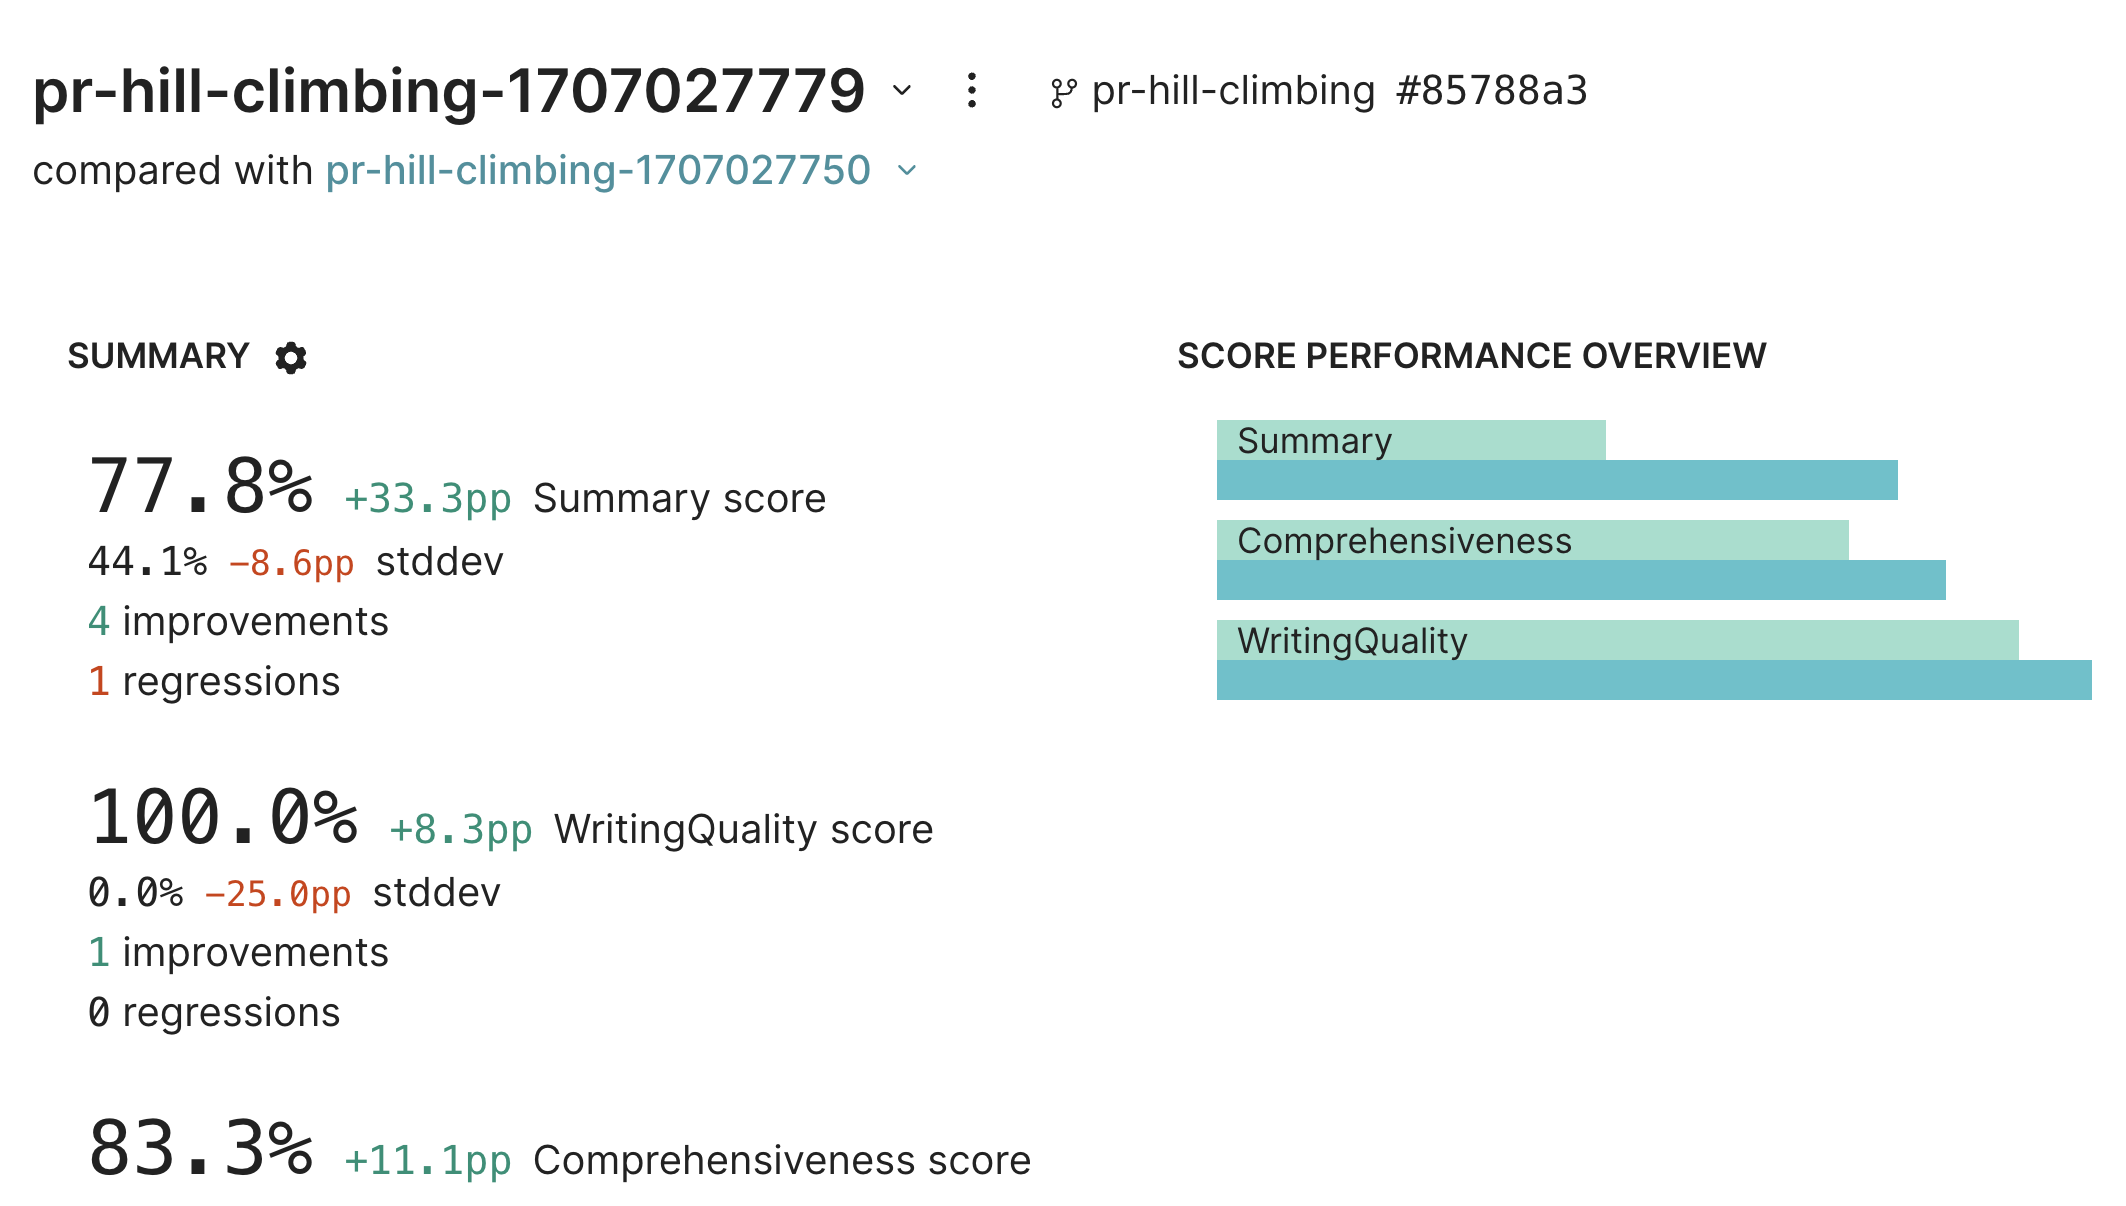 pr-hill-climbing-1707027779 pr-hill-climbing #85788a3
compared with pr-hill-climbing-1707027750
SUMMARY
77.8% +33.3pp Summary score
44.1% −8.6pp stddev
4 improvements
1 regressions
100.0% +8.3pp WritingQuality score
0.0% −25.0pp stddev
1 improvements
0 regressions
83.3% +11.1pp Comprehensiveness score
SCORE PERFORMANCE OVERVIEW
Summary
Comprehensiveness
WritingQuality